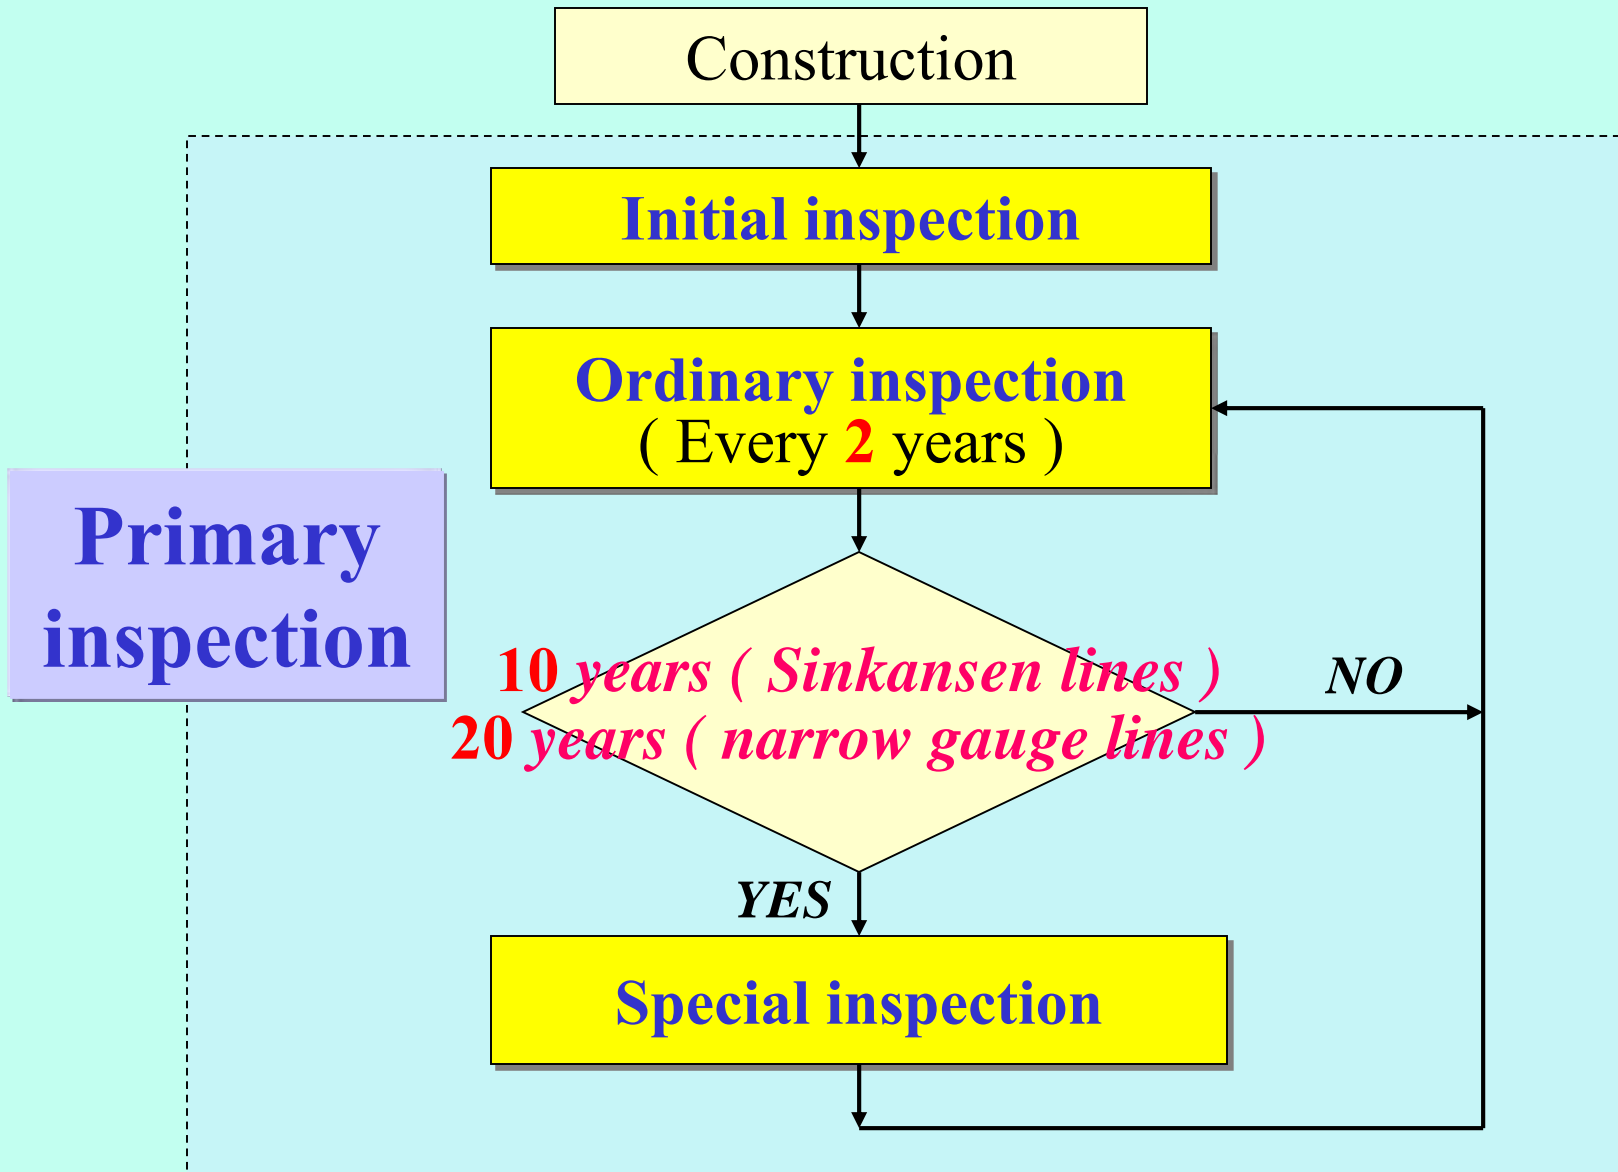 Construction
Initial inspection
Ordinary inspection
( Every 2 years )
Primary
inspection
10 years ( Sinkansen lines )
20 years ( narrow gauge lines )
NO
YES
Special inspection